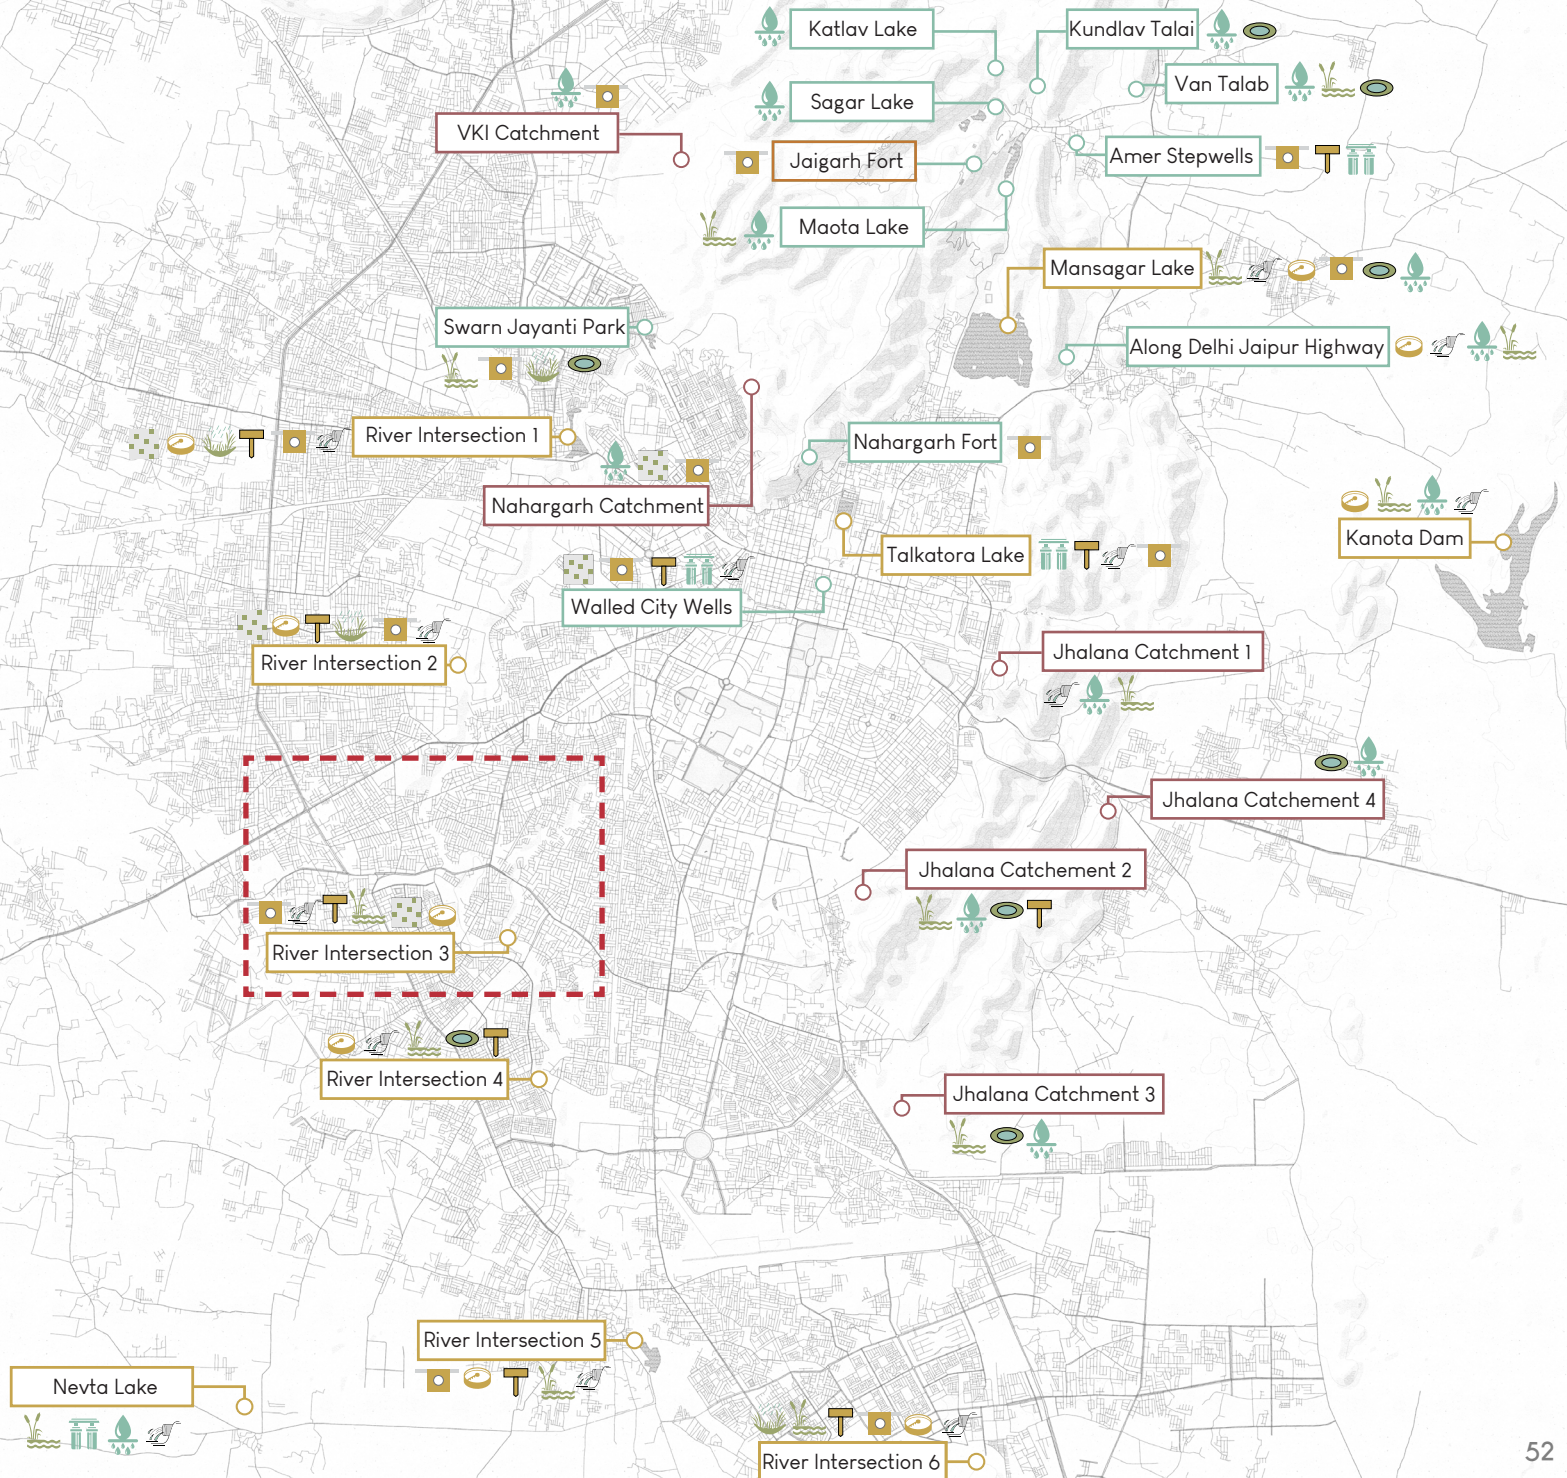 Katlav Lake
Kundlav Talai
Van Talab
Sagar Lake
VKI Catchment
Jaigarh Fort
Amer Stepwells
Maota Lake
Mansagar Lake
Swarn Jayanti Park
Along Delhi Jaipur Highway
River Intersection 1
Nahargarh Fort
Nahargarh Catchment
Kanota Dam
Talkatora Lake
Walled City Wells
River Intersection 2
Jhalana Catchment 1
Jhalana Catchement 4
Jhalana Catchement 2
River Intersection 3
River Intersection 4
Jhalana Catchment 3
River Intersection 5
Nevta Lake
River Intersection 6
52